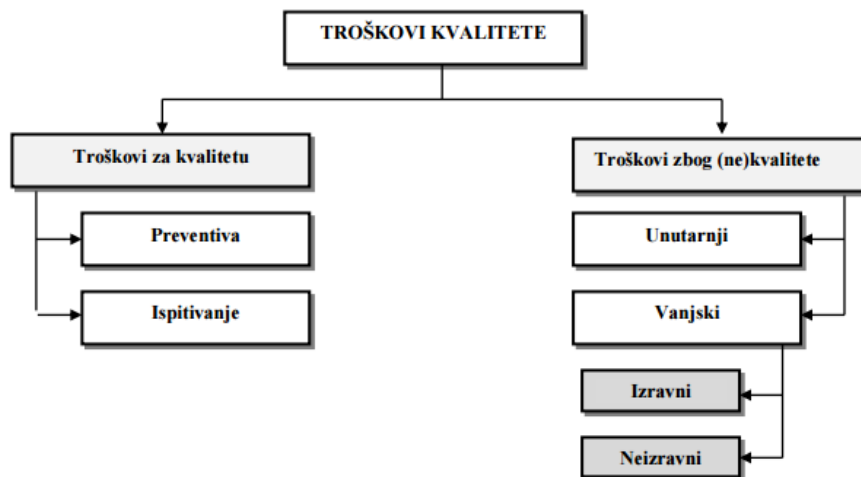 TROŠKOVI KVALITETE
Troškovi za kvalitetu
Troškovi zbog (ne)kvalitete
Preventiva
Unutarnji
Ispitivanje
Vanjski
Izravni
Neizravni